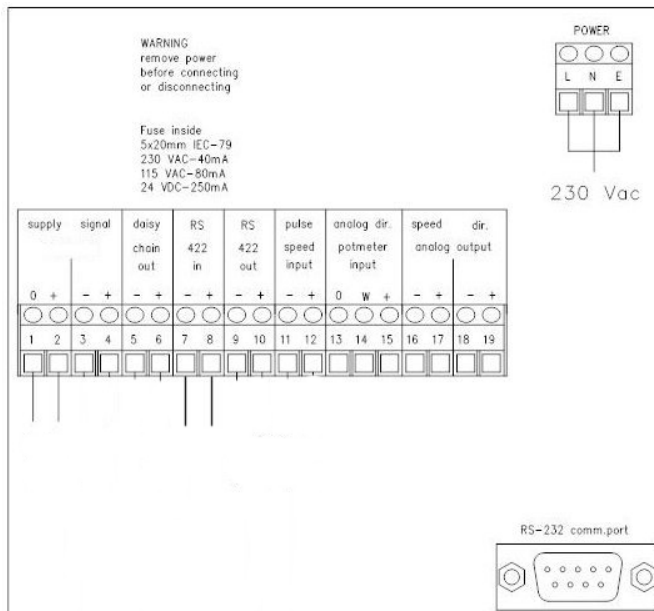 WARNING
remove power
before connecting
or disconnecting
Fuse inside
5x20mm IEC-79
230 VAC-40mA
115 VAC-80mA
24 VDC-250mA
POWER
L N E
230 Vac
supply signal daisy RS RS pulse analog dir. speed dir.
chain 422 422 speed potmeter analog output
out in out input input
0 + - + - + - + - + - + 0 W + - + - +
1 2 3 4 5 6 7 8 9 10 11 12 13 14 15 16 17 18 19
RS-232 comm.port